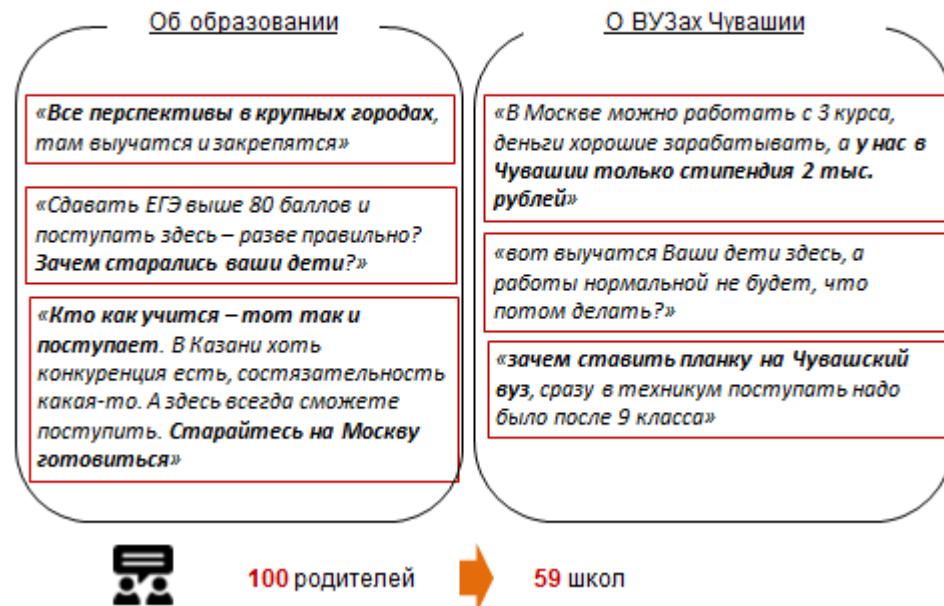 Об образовании
«Все перспективы в крупных городах,
там выучатся и закрепятся»
«Сдавать ЕГЭ выше 80 баллов и
поступать здесь – разве правильно?
Зачем старались ваши дети?»
«Кто как учится – тот так и
поступает. В Казани хоть
конкуренция есть, состязательность
какая-то. А здесь всегда сможете
поступить. Старайтесь на Москву
готовиться»
О ВУЗах Чувашии
«В Москве можно работать с 3 курса,
деньги хорошие зарабатывать, а у нас в
Чувашии только стипендия 2 тыс.
рублей»
«вот выучатся Ваши дети здесь, а
работы нормальной не будет, что
потом делать?»
«зачем ставить планку на Чувашский
вуз, сразу в техникум поступать надо
было после 9 класса»
100 родителей
59 школ